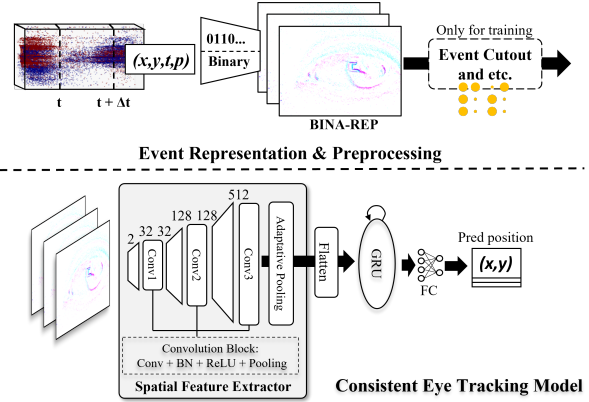 (x,y,t,p)
t
t + Δt
0110...
Binary
BINA-REP
Only for training
Event Cutout
and etc.
Event Representation & Preprocessing
2
32
32
128
128
512
Conv1
Conv2
Conv3
Adaptative Pooling
Flatten
GRU
FC
Pred position
(x,y)
Convolution Block:
Conv + BN + ReLU + Pooling
Spatial Feature Extractor
Consistent Eye Tracking Model